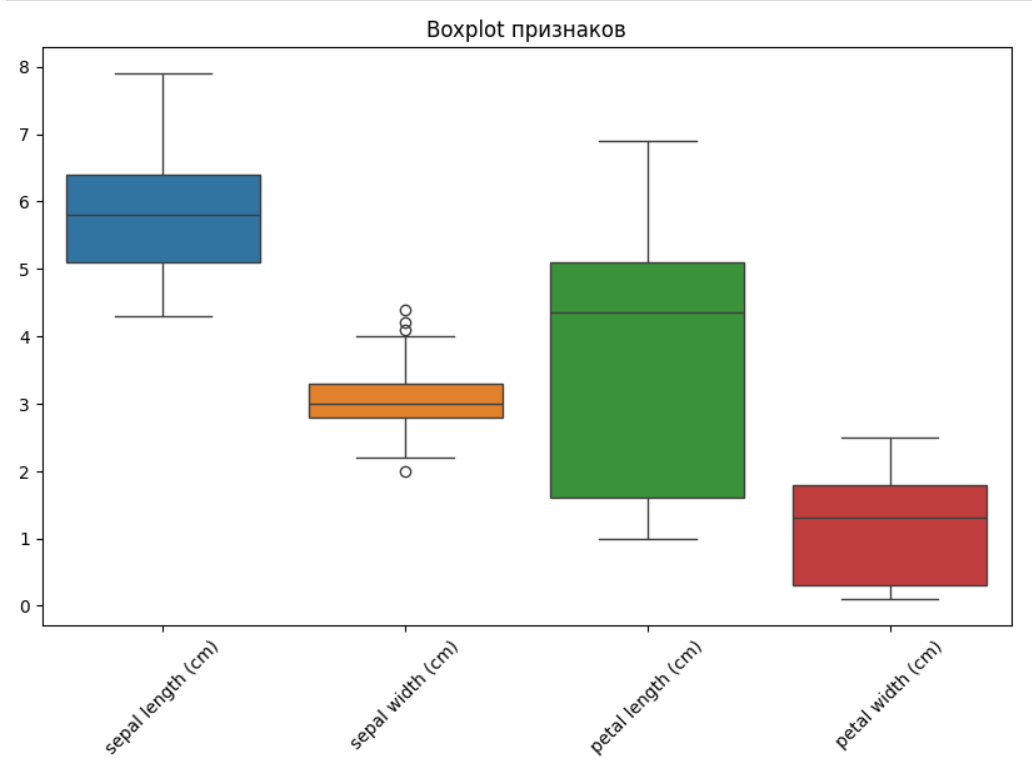 Boxplot признаков
8
7
6
5
4
3
2
1
0
sepal length (cm)
sepal width (cm)
petal length (cm)
petal width (cm)